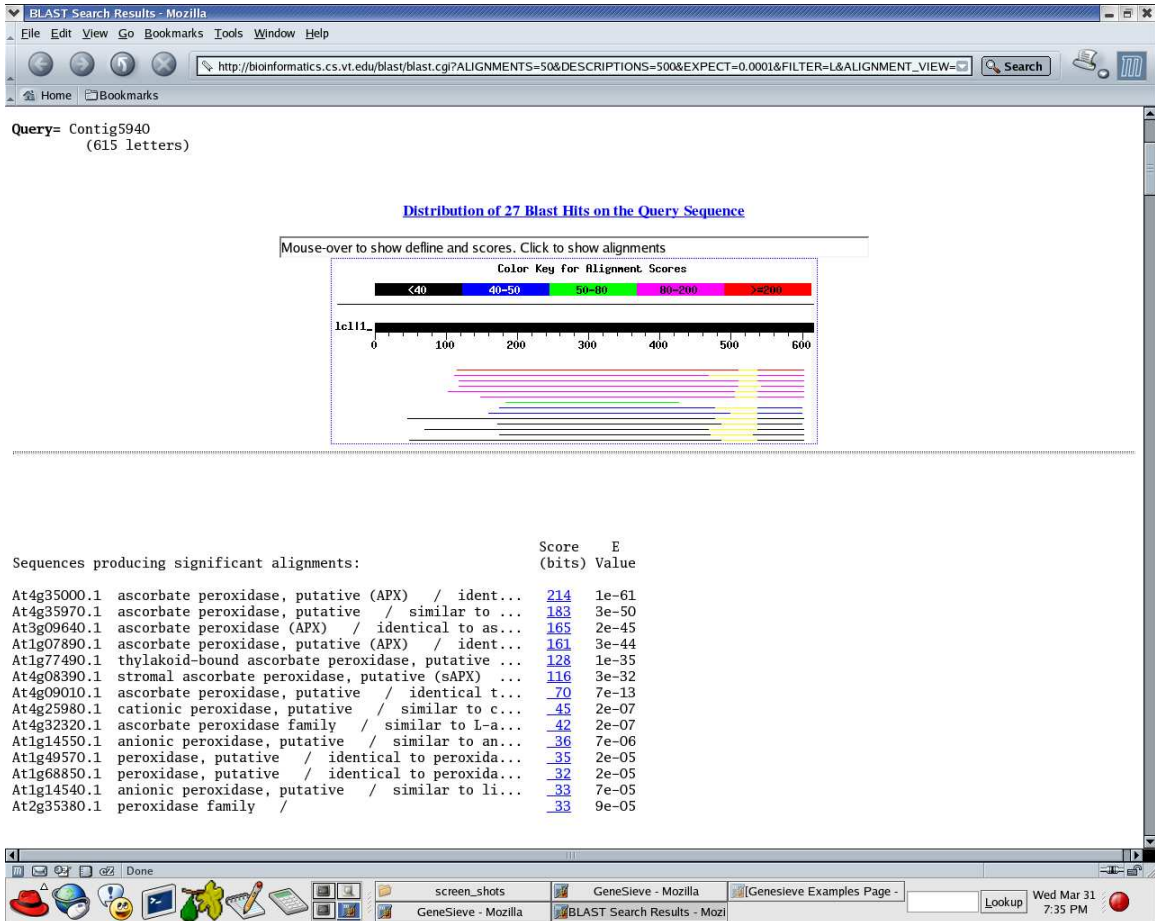 BLAST Search Results - Mozilla
File Edit View Go Bookmarks Tools Window Help
http://bioinformatics.cs.vt.edu/blast/blast.cgi?ALIGNMENTS=50&DESCRIPTIONS=500&EXPECT=0.0001&FILTER=L&ALIGNMENT_VIEW= Search
Home Bookmarks
Query= Contig5940
(615 letters)
Distribution of 27 Blast Hits on the Query Sequence
Mouse-over to show defline and scores. Click to show alignments
Color Key for Alignment Scores
<40 40-50 50-80 80-200 >=200
lcl|1_
0 100 200 300 400 500 600
Score E
Sequences producing significant alignments: (bits) Value
At4g35000.1 ascorbate peroxidase, putative (APX) / ident... 214 1e-61
At4g35970.1 ascorbate peroxidase, putative / similar to ... 183 3e-50
At3g09640.1 ascorbate peroxidase (APX) / identical to as... 165 2e-45
At1g07890.1 ascorbate peroxidase, putative (APX) / ident... 161 3e-44
At1g77490.1 thylakoid-bound ascorbate peroxidase, putative ... 128 1e-35
At4g08390.1 stromal ascorbate peroxidase, putative (sAPX) ... 116 3e-32
At4g09010.1 ascorbate peroxidase, putative / identical t... 70 7e-13
At4g25980.1 cationic peroxidase, putative / similar to c... 45 2e-07
At4g32320.1 ascorbate peroxidase family / similar to L-a... 42 2e-07
At1g14550.1 anionic peroxidase, putative / similar to an... 36 7e-06
At1g49570.1 peroxidase, putative / identical to peroxida... 35 2e-05
At1g68850.1 peroxidase, putative / identical to peroxida... 32 2e-05
At1g14540.1 anionic peroxidase, putative / similar to li... 33 7e-05
At2g35380.1 peroxidase family / 33 9e-05
Done
screen_shots GeneSieve - Mozilla [Genesieve Examples Page -
GeneSieve - Mozilla BLAST Search Results - Mozi
Lookup
Wed Mar 31
7:35 PM